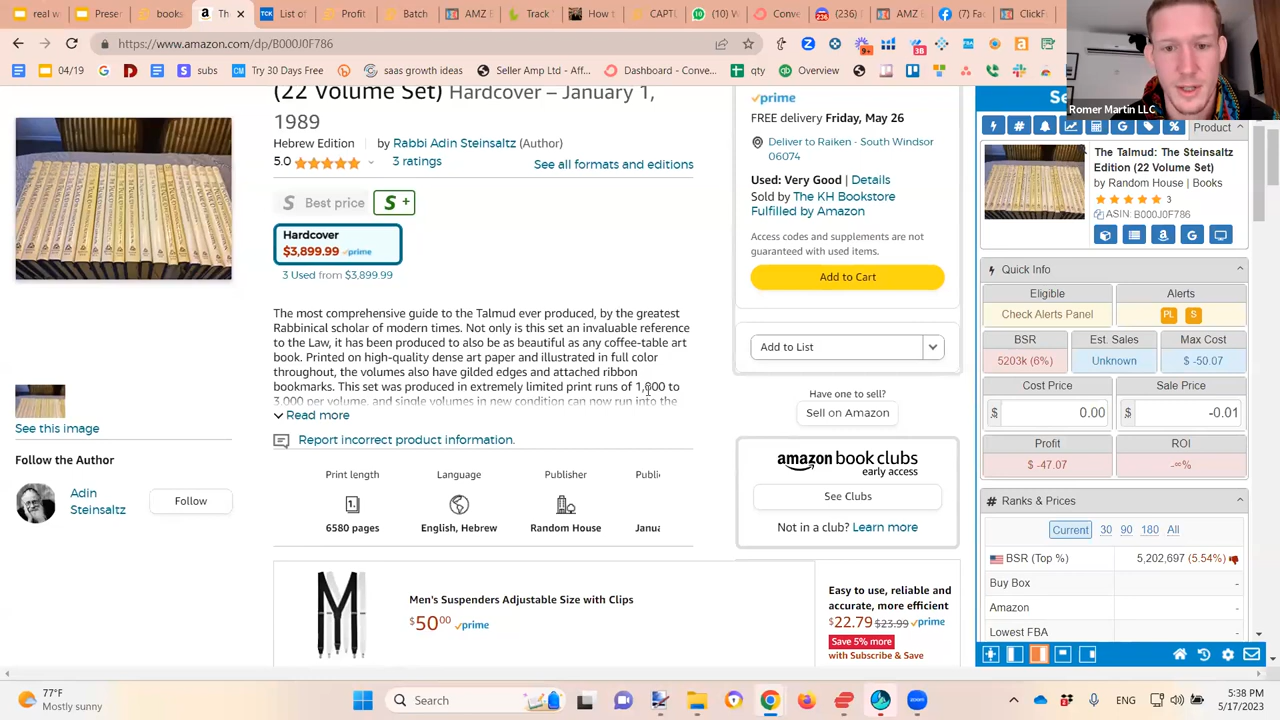 real w
Preser
books
Th
List of
Profit
Batch
AMZ E
Track
How t
CAPTL
(10) W
Conve
(236)
AMZ E
(7) Fac
ClickFu
https://www.amazon.com/dp/B000J0F786
9+
38
04/19
subs
Try 30 Days Free
saas growth ideas
Seller Amp Ltd - Aff...
Dashboard - Conve...
qty
Overview
Romer Martin LLC
(22 Volume Set) Hardcover – January 1,
1989
Hebrew Edition by Rabbi Adin Steinsaltz (Author)
5.0 3 ratings
See all formats and editions
S Best price
S +
Hardcover
$3,899.99 prime
3 Used from $3,899.99
The most comprehensive guide to the Talmud ever produced, by the greatest
Rabbinical scholar of modern times. Not only is this set an invaluable reference
to the Law, it has been produced to also be as beautiful as any coffee-table art
book. Printed on high-quality dense art paper and illustrated in full color
throughout, the volumes also have gilded edges and attached ribbon
bookmarks. This set was produced in extremely limited print runs of 1,000 to
3,000 per volume, and single volumes in new condition can now run into the
Read more
Report incorrect product information.
Print length
Language
Publisher
Publi
6580 pages
English, Hebrew
Random House
Janua
Men's Suspenders Adjustable Size with Clips
$5000 prime
See this image
Follow the Author
Adin
Steinsaltz
Follow
prime
FREE delivery Friday, May 26
Deliver to Raiken - South Windsor
06074
Used: Very Good | Details
Sold by The KH Bookstore
Fulfilled by Amazon
Access codes and supplements are not
guaranteed with used items.
Add to Cart
Add to List
Have one to sell?
Sell on Amazon
amazon book clubs
early access
See Clubs
Not in a club? Learn more
Easy to use, reliable and
accurate, more efficient
$22.79 $23.99 prime
Save 5% more
with Subscribe & Save
Se
Product
The Talmud: The Steinsaltz
Edition (22 Volume Set)
by Random House | Books
3
ASIN: B000J0F786
Quick Info
Eligible
Alerts
Check Alerts Panel
PL S
BSR
Est. Sales
Max Cost
5203k (6%)
Unknown
$ -50.07
Cost Price
Sale Price
$ 0.00
$ -0.01
Profit
ROI
$ -47.07
-∞%
# Ranks & Prices
Current 30 90 180 All
BSR (Top %) 5,202,697 (5.54%)
Buy Box -
Amazon -
Lowest FBA -
77°F
Mostly sunny
Search
ENG
5:38 PM
5/17/2023